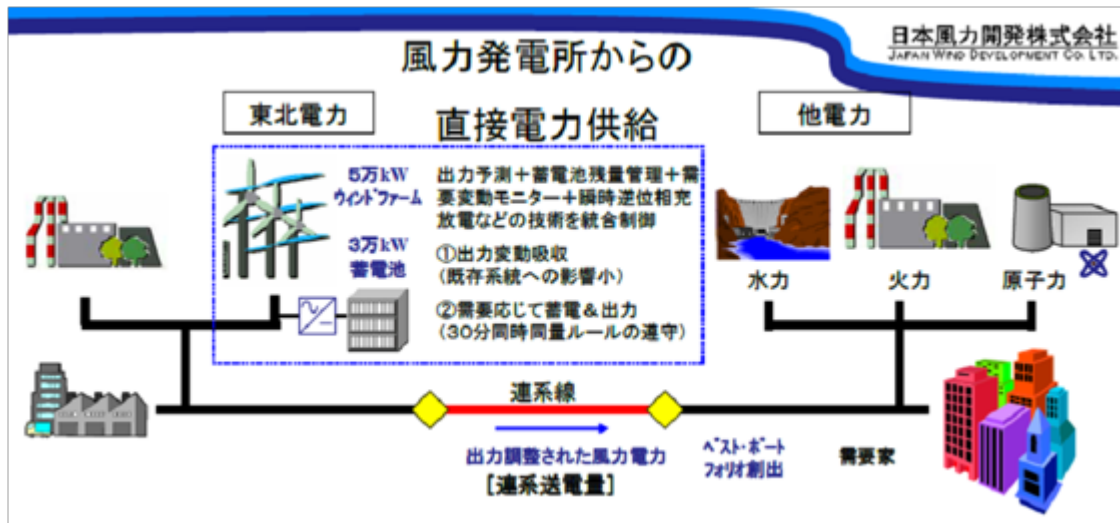 日本風力開発株式会社
JAPAN WIND DEVELOPMENT CO. LTD.
風力発電所からの
直接電力供給
東北電力
他電力
5万kW
ウィンドファーム
3万kW
蓄電池
出力予測+蓄電池残量管理+需
要変動モニター+瞬時逆位相充
放電などの技術を統合制御
①出力変動吸収
(既存系統への影響小)
②需要応じて蓄電&出力
(30分同時同量ルールの遵守)
水力
火力
原子力
連系線
出力調整された風力電力
[連系送電量]
ベスト・ポート
フォリオ創出
需要家